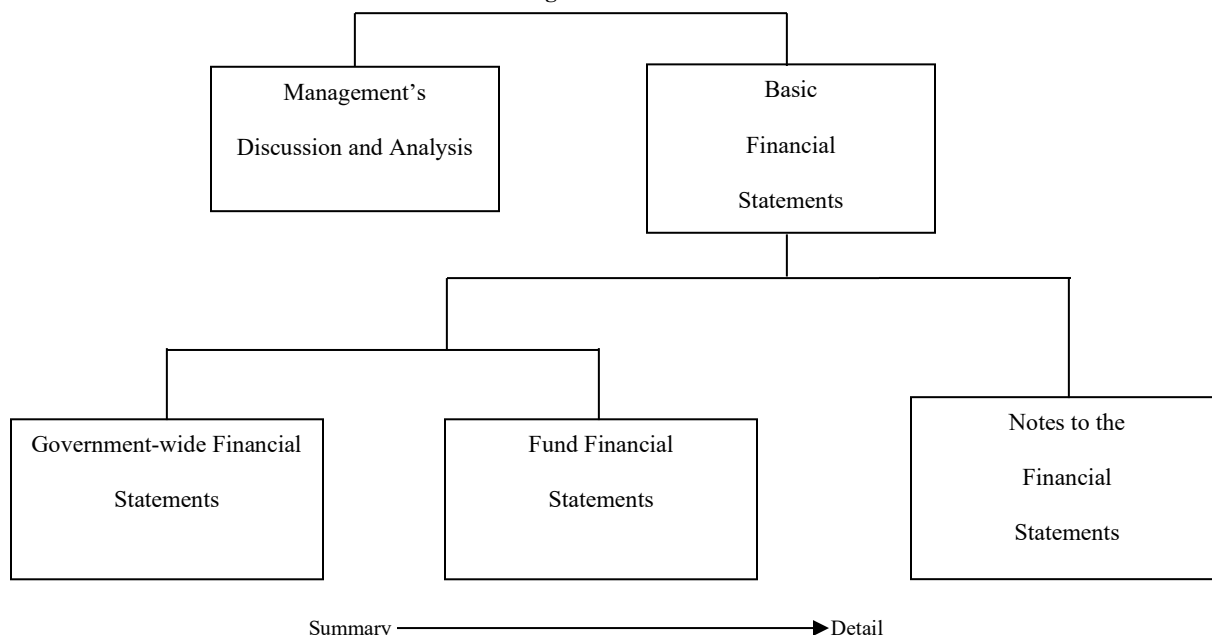 Management's
Discussion and Analysis
Basic
Financial
Statements
Government-wide Financial
Statements
Fund Financial
Statements
Notes to the
Financial
Statements
Summary
Detail